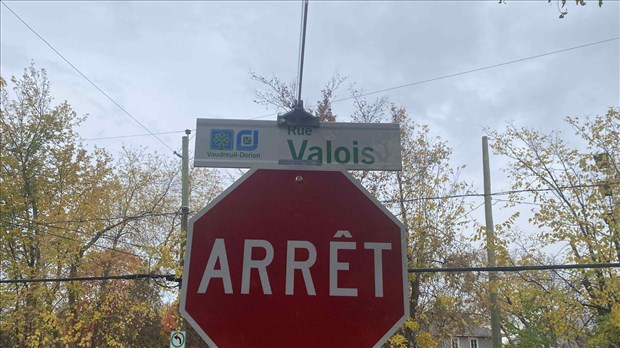 Rue
Valois
Vaudreuil-Dorion
ARRÊT